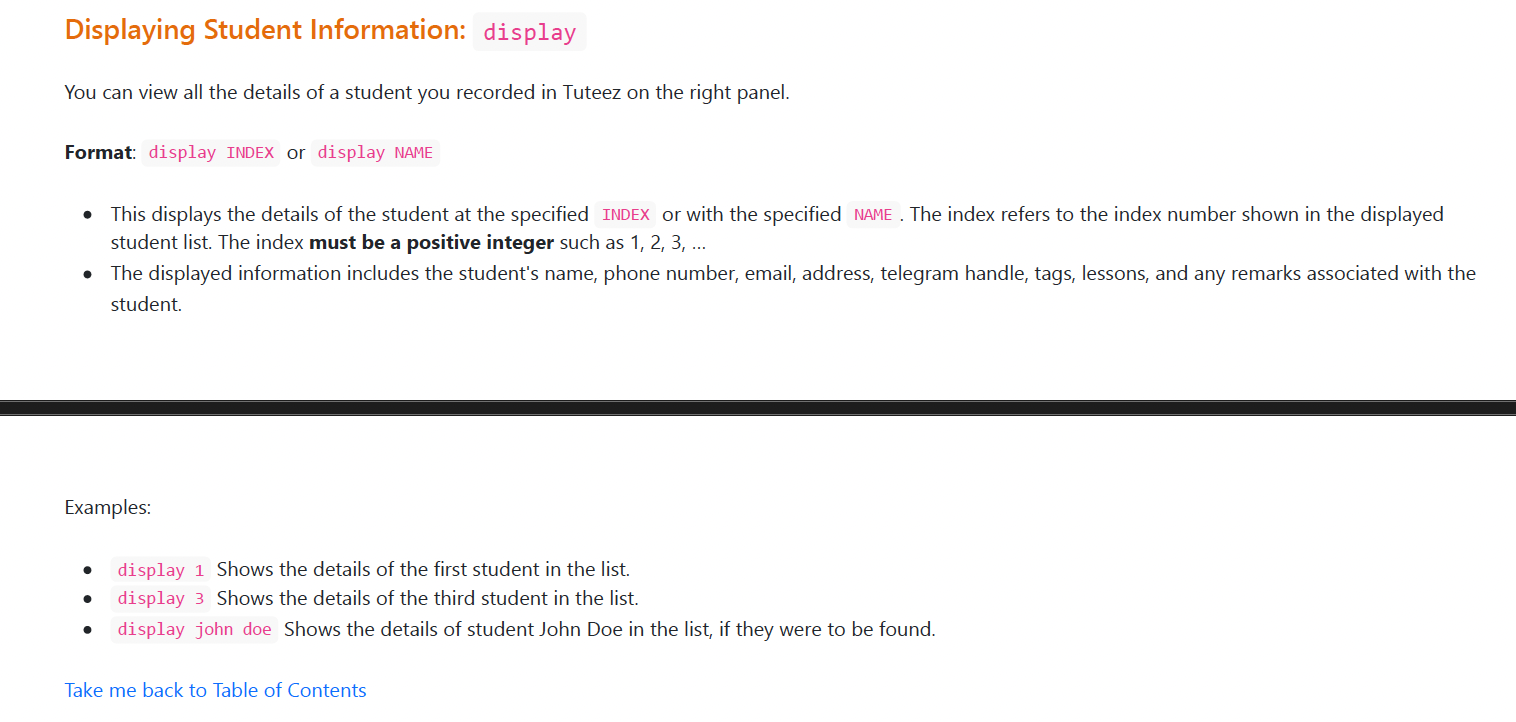 Displaying Student Information: display
You can view all the details of a student you recorded in Tuteez on the right panel.
Format: display INDEX or display NAME
• This displays the details of the student at the specified INDEX or with the specified NAME . The index refers to the index number shown in the displayed
student list. The index must be a positive integer such as 1, 2, 3, …
• The displayed information includes the student's name, phone number, email, address, telegram handle, tags, lessons, and any remarks associated with the
student.
Examples:
• display 1 Shows the details of the first student in the list.
• display 3 Shows the details of the third student in the list.
• display john doe Shows the details of student John Doe in the list, if they were to be found.
Take me back to Table of Contents